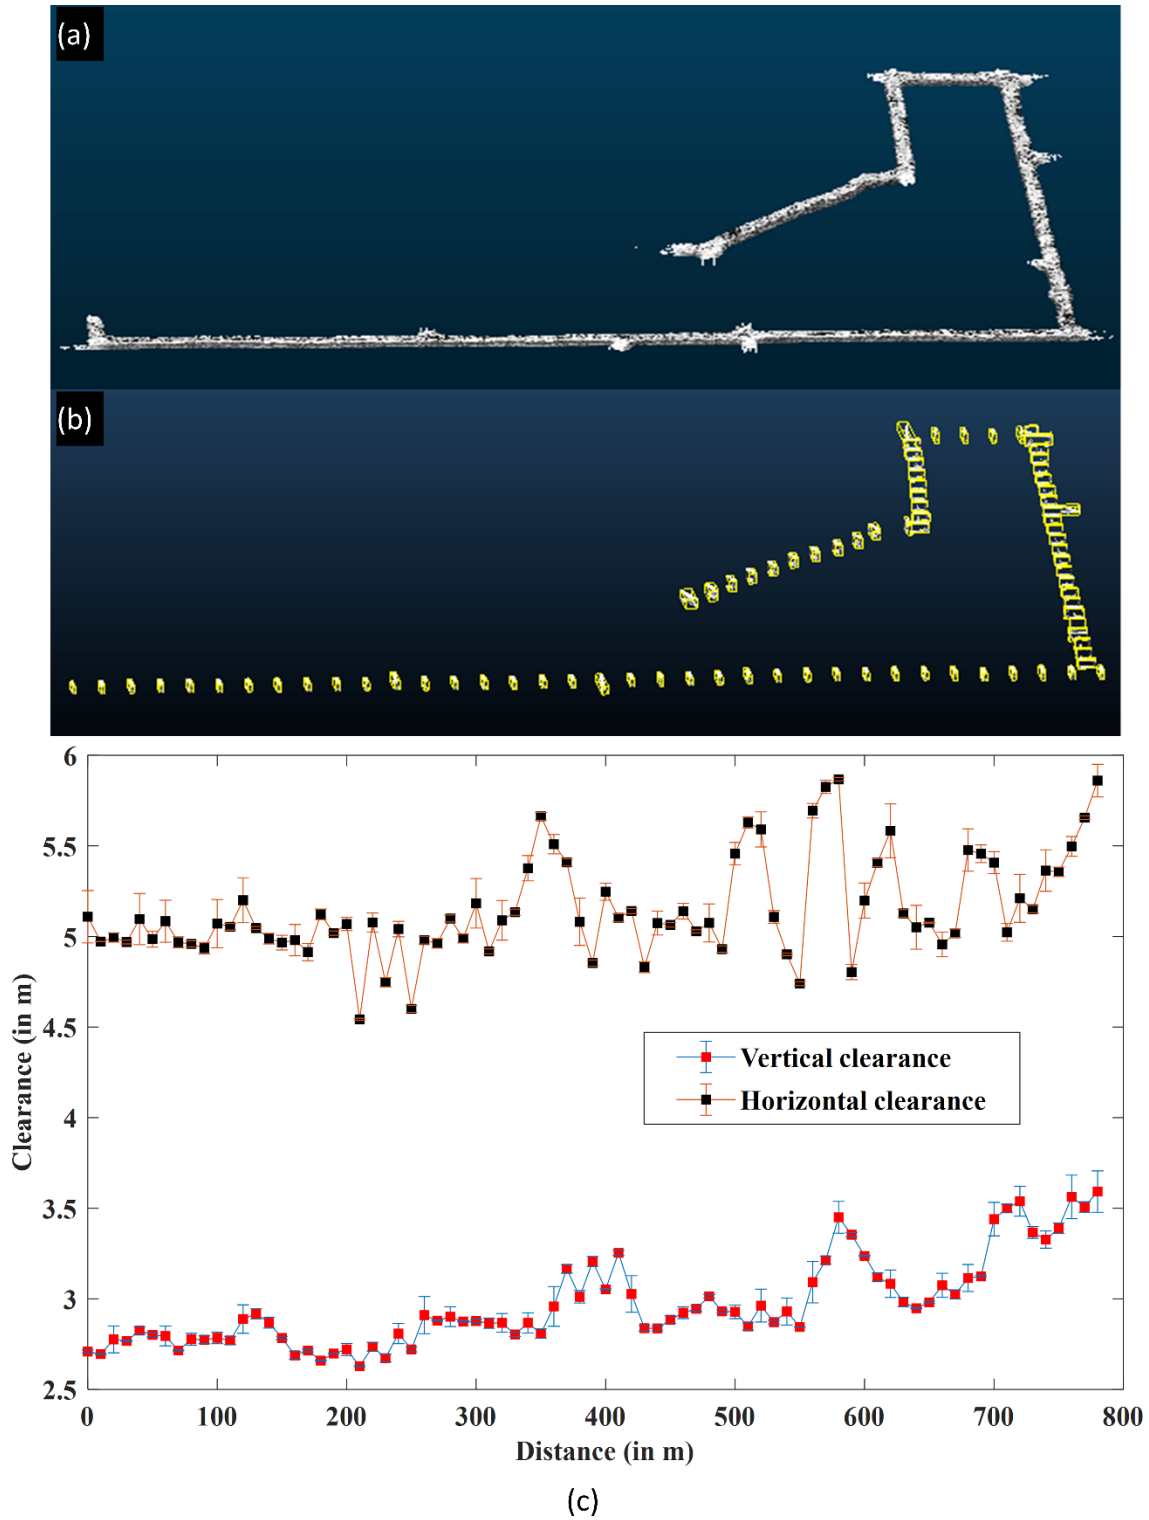 (a)
(b)
6
5.5
5
4.5
4
3.5
3
2.5
Clearance (in m)
Vertical clearance
Horizontal clearance
0 100 200 300 400 500 600 700 800
Distance (in m)
(c)